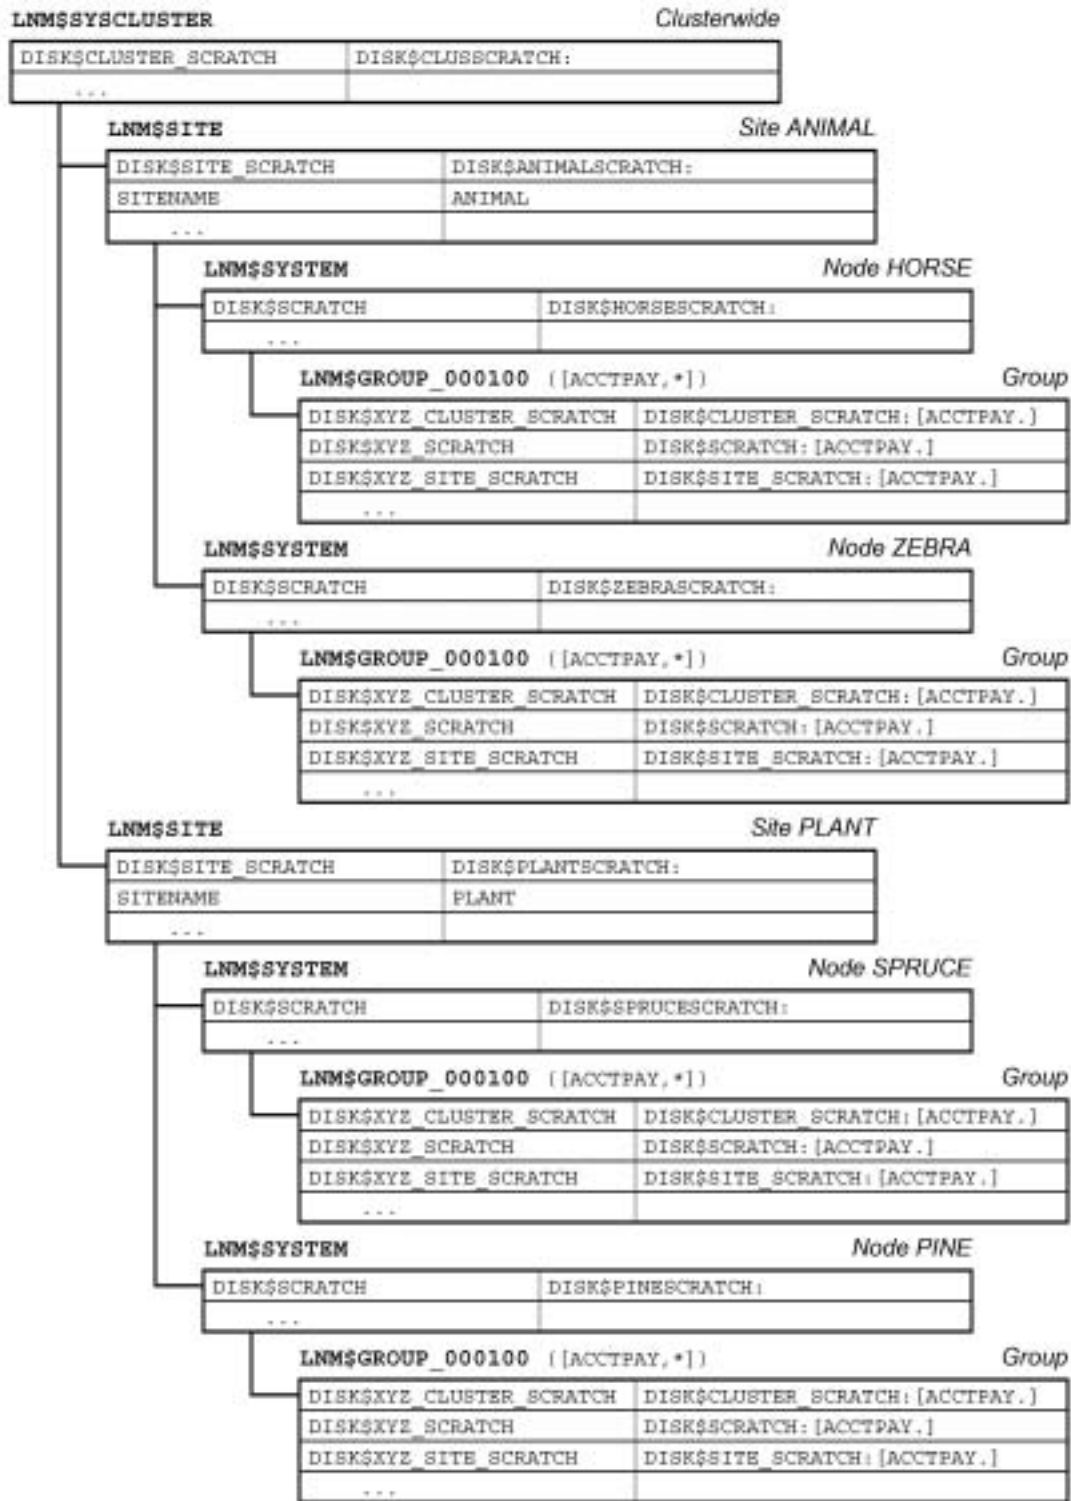 LNM$SYSCLUSTER Clusterwide
DISK$CLUSTER_SCRATCH DISK$CLUSSCRATCH:
...
LNM$SITE Site ANIMAL
DISK$SITE_SCRATCH DISK$ANIMALSCRATCH:
SITENAME ANIMAL
...
LNM$SYSTEM Node HORSE
DISK$SCRATCH DISK$HORSESCRATCH:
...
LNM$GROUP_000100 ([ACCTPAY,*]) Group
DISK$XYZ_CLUSTER_SCRATCH DISK$CLUSTER_SCRATCH:[ACCTPAY.]
DISK$XYZ_SCRATCH DISK$SCRATCH:[ACCTPAY.]
DISK$XYZ_SITE_SCRATCH DISK$SITE_SCRATCH:[ACCTPAY.]
...
LNM$SYSTEM Node ZEBRA
DISK$SCRATCH DISK$ZEBRASCRATCH:
...
LNM$GROUP_000100 ([ACCTPAY,*]) Group
DISK$XYZ_CLUSTER_SCRATCH DISK$CLUSTER_SCRATCH:[ACCTPAY.]
DISK$XYZ_SCRATCH DISK$SCRATCH:[ACCTPAY.]
DISK$XYZ_SITE_SCRATCH DISK$SITE_SCRATCH:[ACCTPAY.]
...
LNM$SITE Site PLANT
DISK$SITE_SCRATCH DISK$PLANTSCRATCH:
SITENAME PLANT
...
LNM$SYSTEM Node SPRUCE
DISK$SCRATCH DISK$SPRUCESCRATCH:
...
LNM$GROUP_000100 ([ACCTPAY,*]) Group
DISK$XYZ_CLUSTER_SCRATCH DISK$CLUSTER_SCRATCH:[ACCTPAY.]
DISK$XYZ_SCRATCH DISK$SCRATCH:[ACCTPAY.]
DISK$XYZ_SITE_SCRATCH DISK$SITE_SCRATCH:[ACCTPAY.]
...
LNM$SYSTEM Node PINE
DISK$SCRATCH DISK$PINESCRATCH:
...
LNM$GROUP_000100 ([ACCTPAY,*]) Group
DISK$XYZ_CLUSTER_SCRATCH DISK$CLUSTER_SCRATCH:[ACCTPAY.]
DISK$XYZ_SCRATCH DISK$SCRATCH:[ACCTPAY.]
DISK$XYZ_SITE_SCRATCH DISK$SITE_SCRATCH:[ACCTPAY.]
...